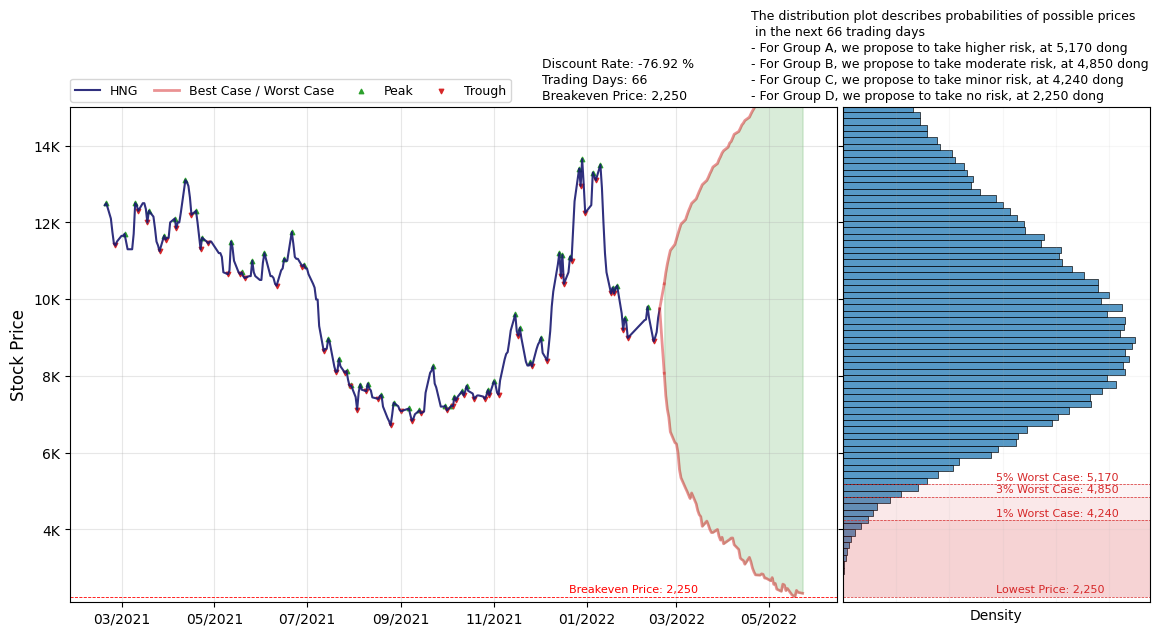 The distribution plot describes probabilities of possible prices
in the next 66 trading days
- For Group A, we propose to take higher risk, at 5,170 dong
- For Group B, we propose to take moderate risk, at 4,850 dong
- For Group C, we propose to take minor risk, at 4,240 dong
- For Group D, we propose to take no risk, at 2,250 dong
Discount Rate: -76.92 %
Trading Days: 66
Breakeven Price: 2,250
HNG
Best Case / Worst Case
Peak
Trough
Stock Price
14K
12K
10K
8K
6K
4K
Breakeven Price: 2,250
03/2021
05/2021
07/2021
09/2021
11/2021
01/2022
03/2022
05/2022
5% Worst Case: 5,170
3% Worst Case: 4,850
1% Worst Case: 4,240
Lowest Price: 2,250
Density